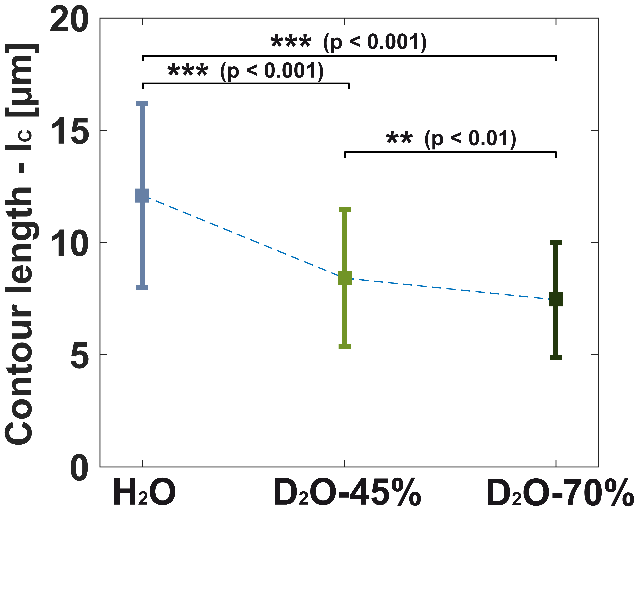 20
*** (p < 0.001)
*** (p < 0.001)
15
** (p < 0.01)
10
5
0
Contour length - lc [µm]
H2O
D2O-45%
D2O-70%